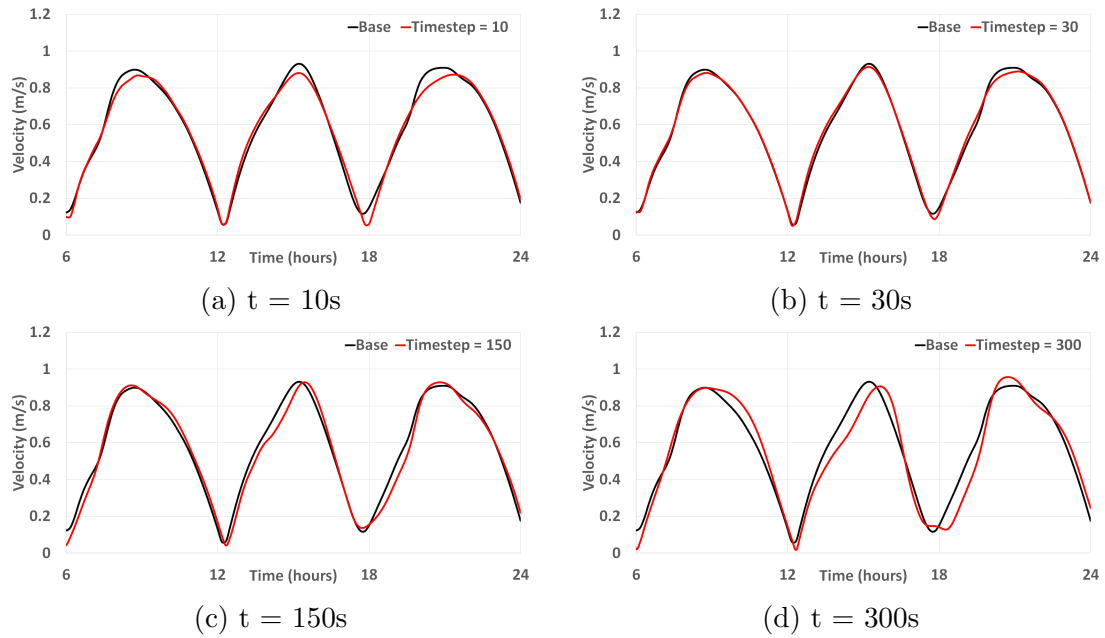 1.2
Base Timestep = 10
1
0.8
0.6
0.4
0.2
0
Velocity (m/s)
6 12 Time (hours) 18 24
(a) t = 10s
1.2
Base Timestep = 30
1
0.8
0.6
0.4
0.2
0
Velocity (m/s)
6 12 Time (hours) 18 24
(b) t = 30s
1.2
Base Timestep = 150
1
0.8
0.6
0.4
0.2
0
Velocity (m/s)
6 12 Time (hours) 18 24
(c) t = 150s
1.2
Base Timestep = 300
1
0.8
0.6
0.4
0.2
0
Velocity (m/s)
6 12 Time (hours) 18 24
(d) t = 300s